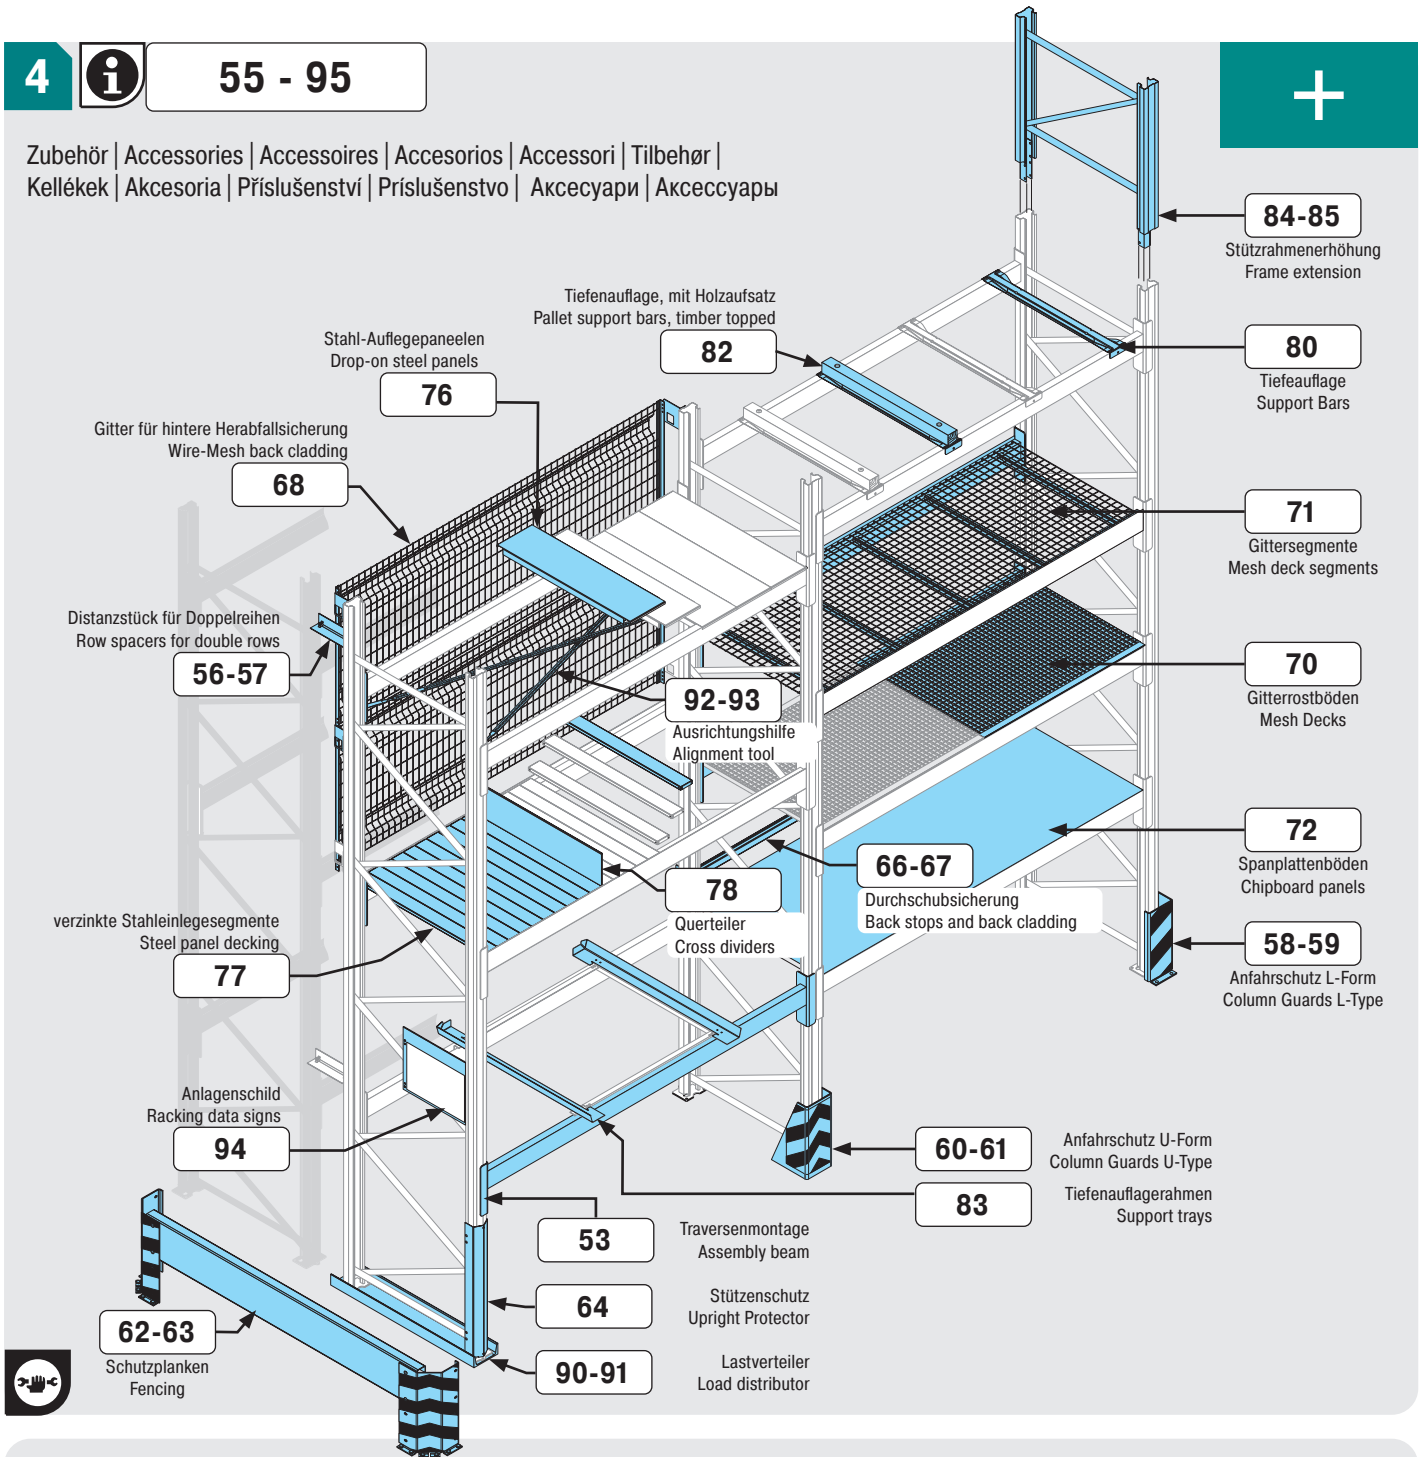 4
55 - 95
Zubehör | Accessories | Accessoires | Accesorios | Accessori | Tilbehør |
Kellékek | Akcesoria | Příslušenství | Príslušenstvo | Аксесуари | Аксессуары
84-85
Stützrahmenerhöhung
Frame extension
Tiefenauflage, mit Holzaufsatz
Pallet support bars, timber topped
82
80
Tiefeauflage
Support Bars
Stahl-Auflegepaneelen
Drop-on steel panels
76
Gitter für hintere Herabfallsicherung
Wire-Mesh back cladding
68
71
Gittersegmente
Mesh deck segments
Distanzstück für Doppelreihen
Row spacers for double rows
56-57
70
Gitterrostböden
Mesh Decks
92-93
Ausrichtungshilfe
Alignment tool
72
Spanplattenböden
Chipboard panels
66-67
Durchschubsicherung
Back stops and back cladding
78
Querteiler
Cross dividers
verzinkte Stahleinlegesegmente
Steel panel decking
77
58-59
Anfahrschutz L-Form
Column Guards L-Type
Anlagenschild
Racking data signs
94
60-61
Anfahrschutz U-Form
Column Guards U-Type
83
Tiefenauflagerahmen
Support trays
53
Traversenmontage
Assembly beam
64
Stützenschutz
Upright Protector
62-63
Schutzplanken
Fencing
90-91
Lastverteiler
Load distributor